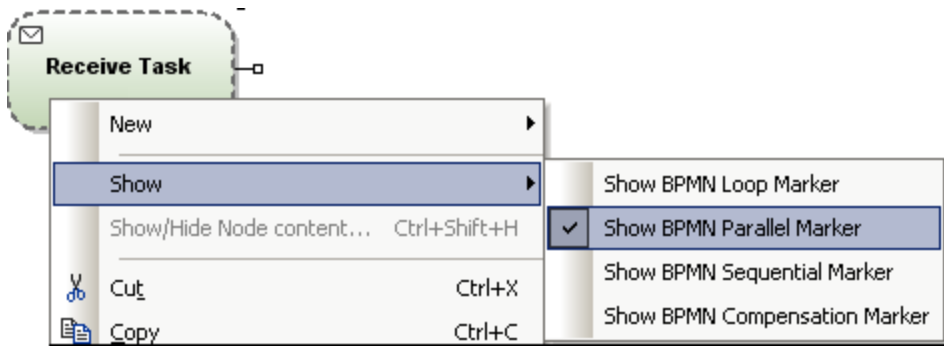 Receive Task
New
Show
Show BPMN Loop Marker
Show/Hide Node content... Ctrl+Shift+H
Show BPMN Parallel Marker
Cut Ctrl+X
Show BPMN Sequential Marker
Copy Ctrl+C
Show BPMN Compensation Marker